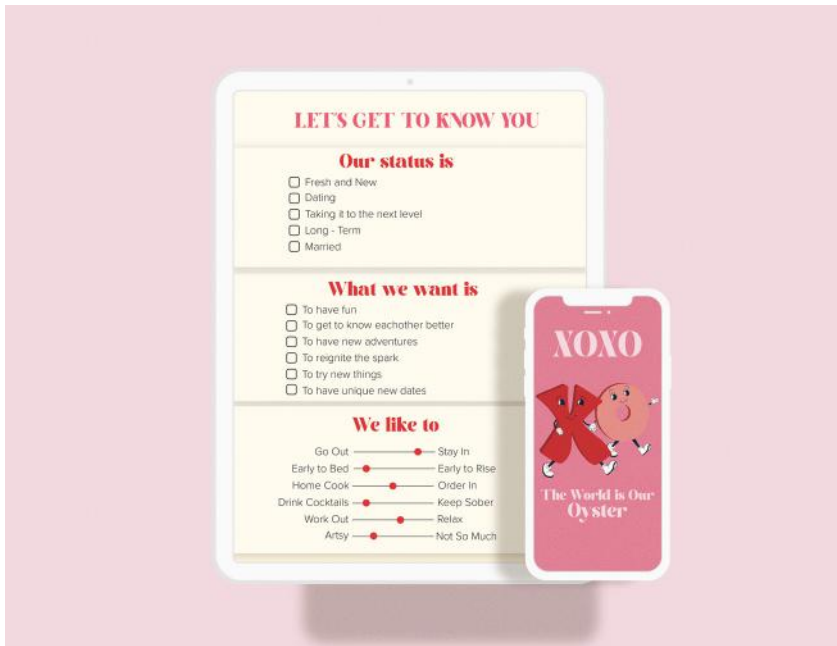 LET'S GET TO KNOW YOU
Our status is
Fresh and New
Dating
Taking it to the next level
Long - Term
Married
What we want is
To have fun
To get to know eachother better
To have new adventures
To reignite the spark
To try new things
To have unique new dates
We like to
Go Out Stay In
Early to Bed Early to Rise
Home Cook Order In
Drink Cocktails Keep Sober
Work Out Relax
Artsy Not So Much
XOXO
XO
The World is Our
Oyster